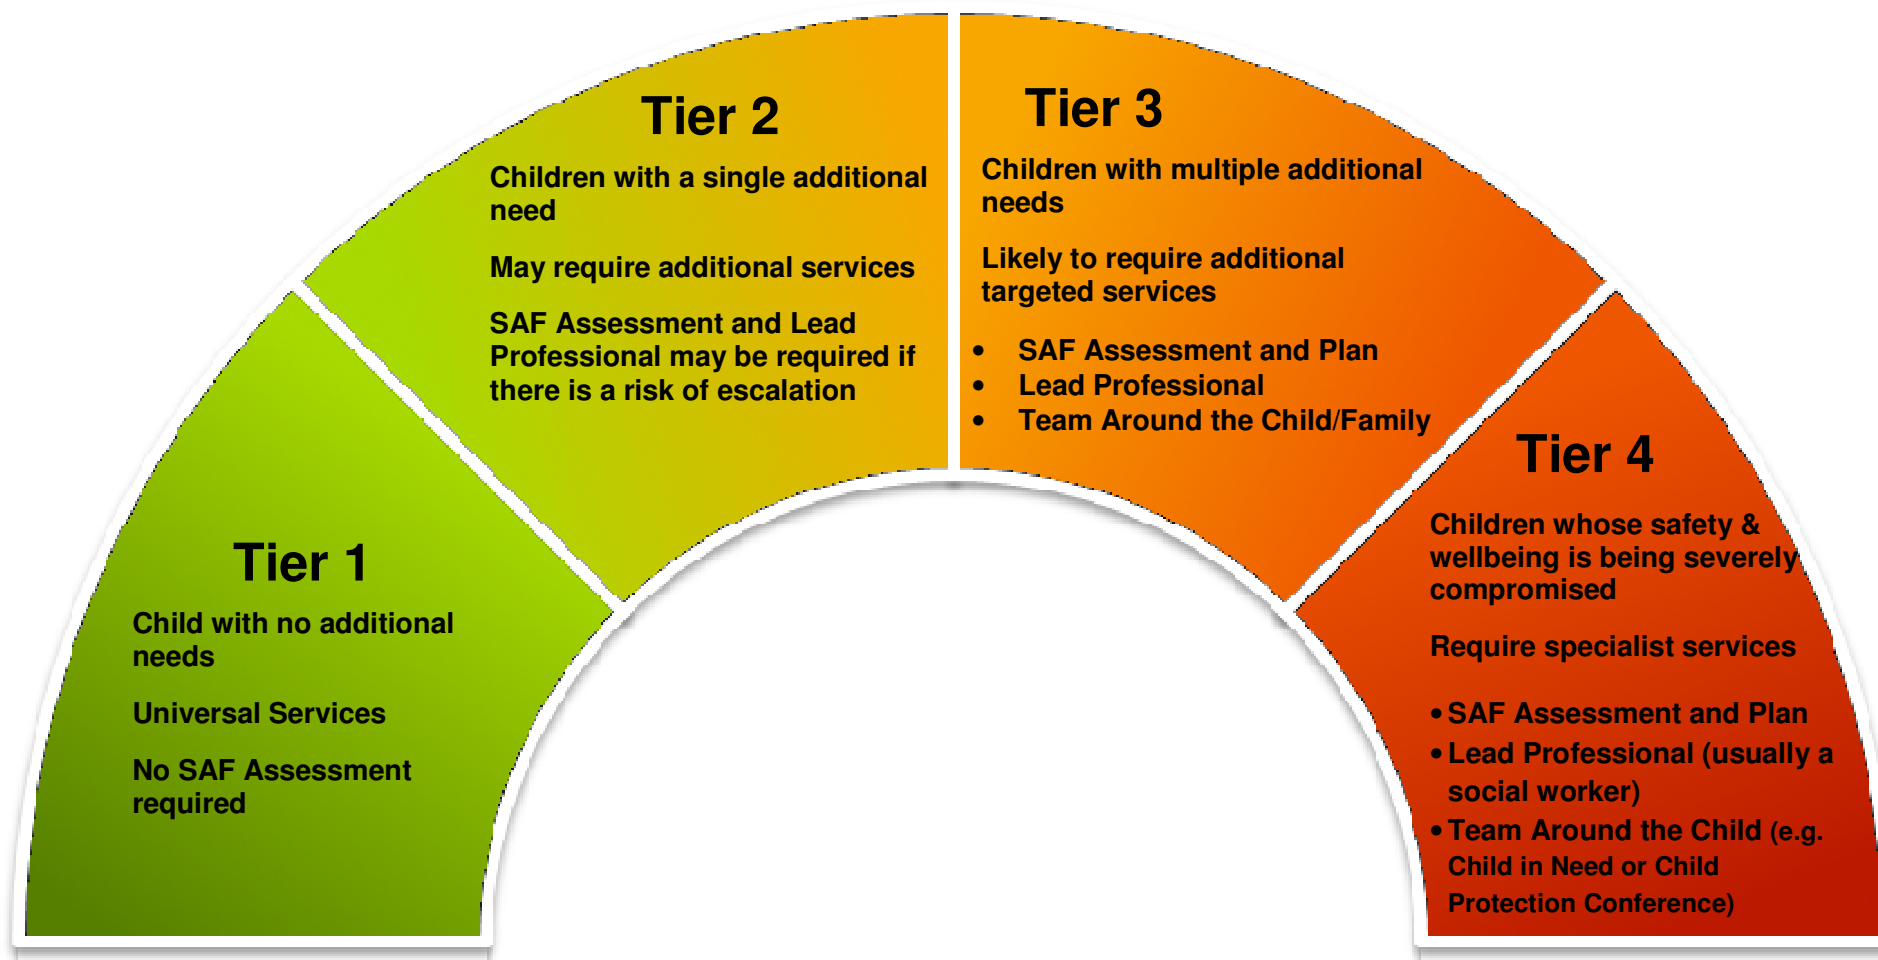 Tier 1
Child with no additional
needs
Universal Services
No SAF Assessment
required
Tier 2
Children with a single additional
need
May require additional services
SAF Assessment and Lead
Professional may be required if
there is a risk of escalation
Tier 3
Children with multiple additional
needs
Likely to require additional
targeted services
• SAF Assessment and Plan
• Lead Professional
• Team Around the Child/Family
Tier 4
Children whose safety &
wellbeing is being severely
compromised
Require specialist services
• SAF Assessment and Plan
• Lead Professional (usually a
social worker)
• Team Around the Child (e.g.
Child in Need or Child
Protection Conference)